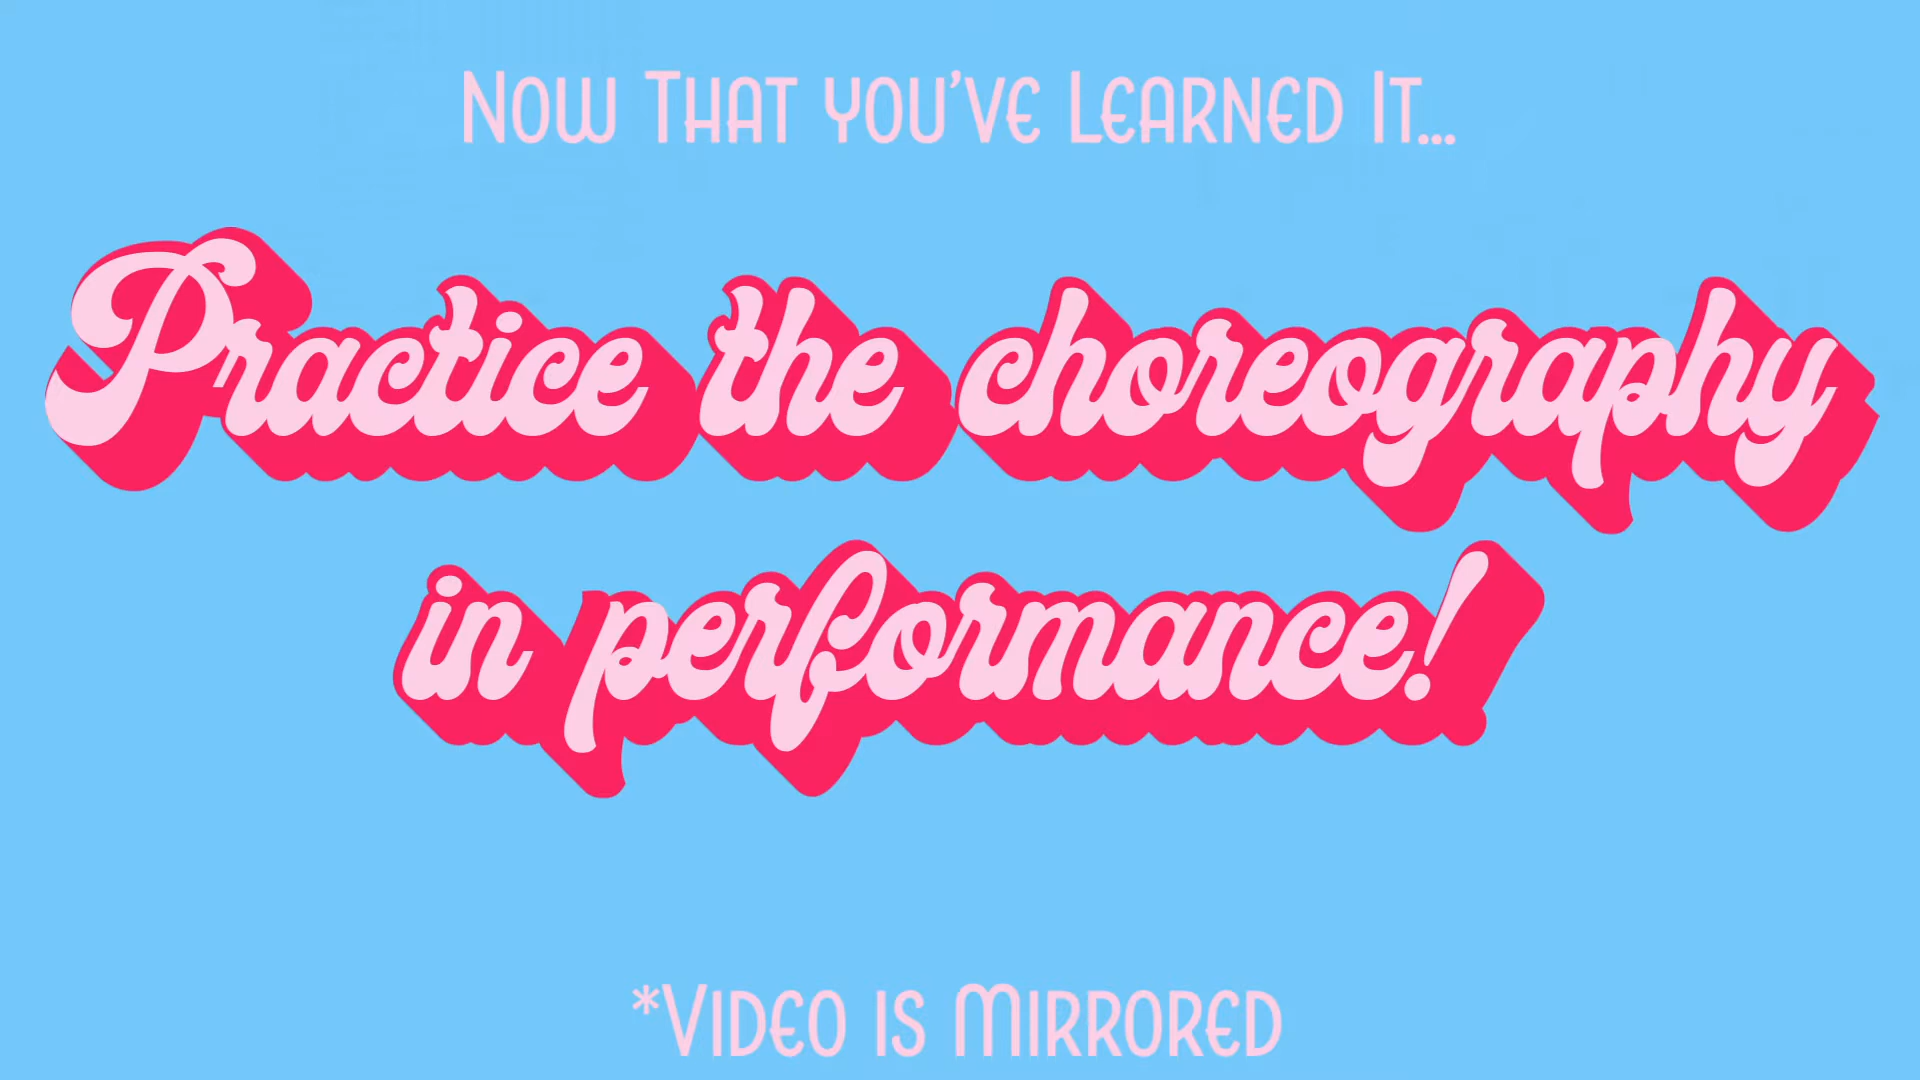 Now That you've Learned It...
Practice the choreography
in performance!
*Video is Mirrored